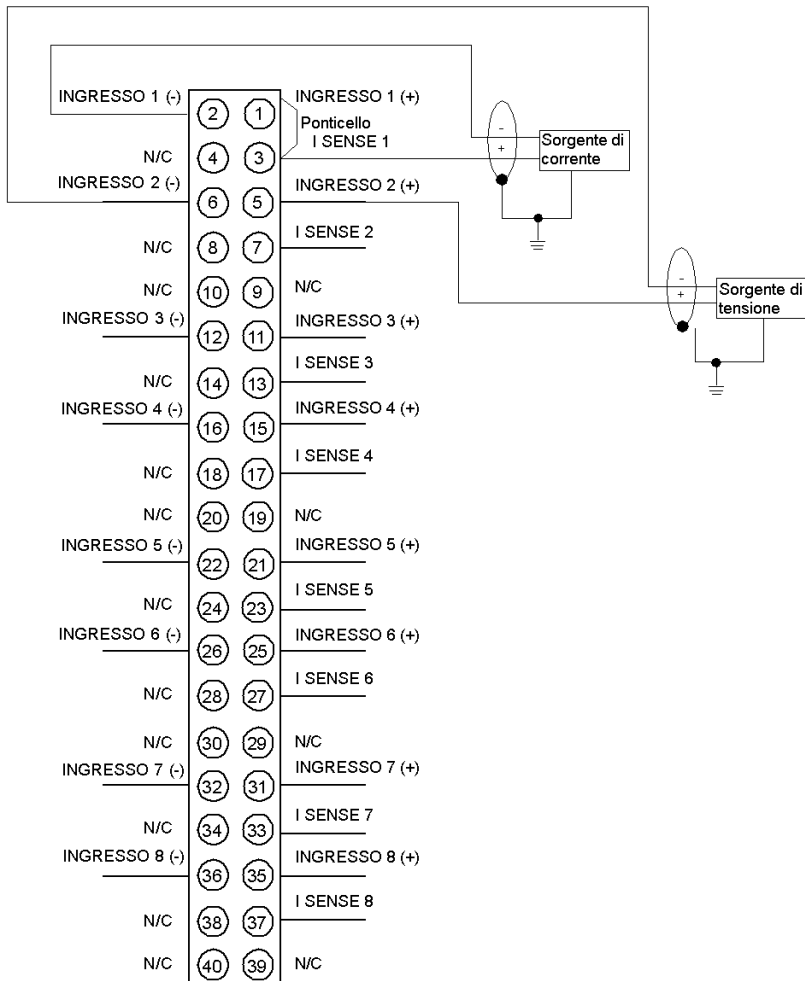 INGRESSO 1 (-) 2 1 INGRESSO 1 (+)
Ponticello
N/C 4 3 I SENSE 1
INGRESSO 2 (-) 6 5 INGRESSO 2 (+)
N/C 8 7 I SENSE 2
N/C 10 9 N/C
INGRESSO 3 (-) 12 11 INGRESSO 3 (+)
N/C 14 13 I SENSE 3
INGRESSO 4 (-) 16 15 INGRESSO 4 (+)
N/C 18 17 I SENSE 4
N/C 20 19 N/C
INGRESSO 5 (-) 22 21 INGRESSO 5 (+)
N/C 24 23 I SENSE 5
INGRESSO 6 (-) 26 25 INGRESSO 6 (+)
N/C 28 27 I SENSE 6
N/C 30 29 N/C
INGRESSO 7 (-) 32 31 INGRESSO 7 (+)
N/C 34 33 I SENSE 7
INGRESSO 8 (-) 36 35 INGRESSO 8 (+)
N/C 38 37 I SENSE 8
N/C 40 39 N/C
-
+
Sorgente di
corrente
-
+
Sorgente di
tensione